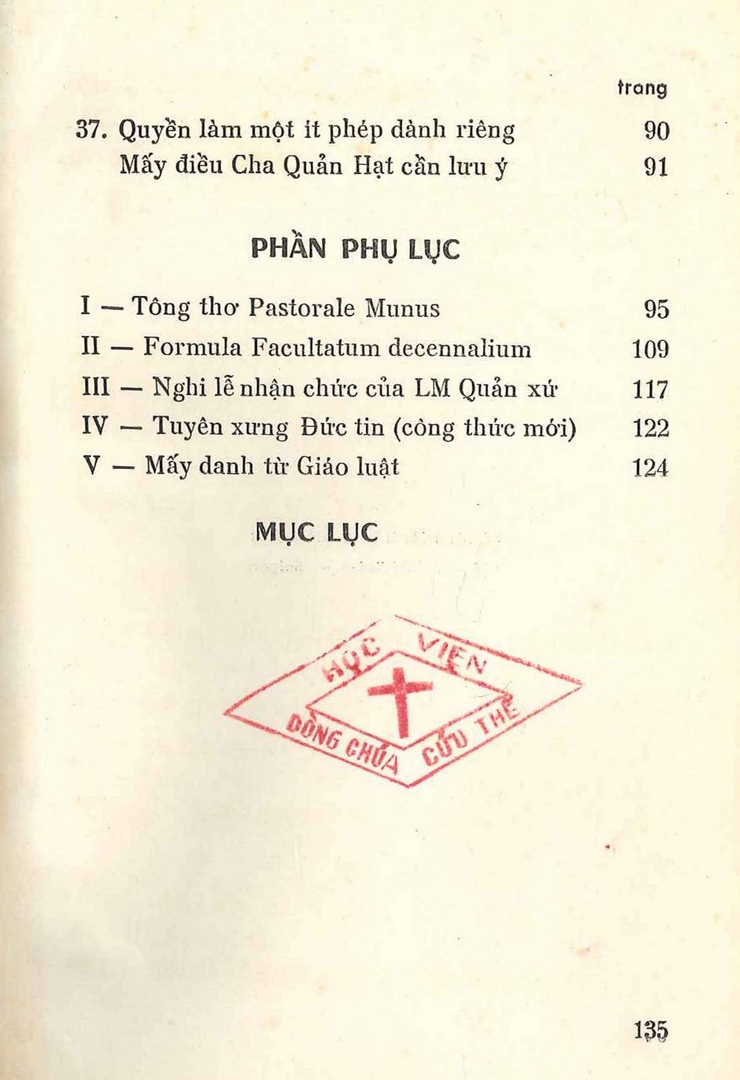 trang
37. Quyền làm một ít phép dành riêng 90
Mấy điều Cha Quản Hạt cần lưu ý 91
PHẦN PHỤ LỤC
I — Tông thơ Pastorale Munus 95
II — Formula Facultatum decennalium 109
III — Nghi lễ nhận chức của LM Quản xứ 117
IV — Tuyên xưng Đức tin (công thức mới) 122
V — Mấy danh từ Giáo luật 124
MỤC LỤC
HỌC VIỆN
DÒNG CHÚA CỨU THẾ
135